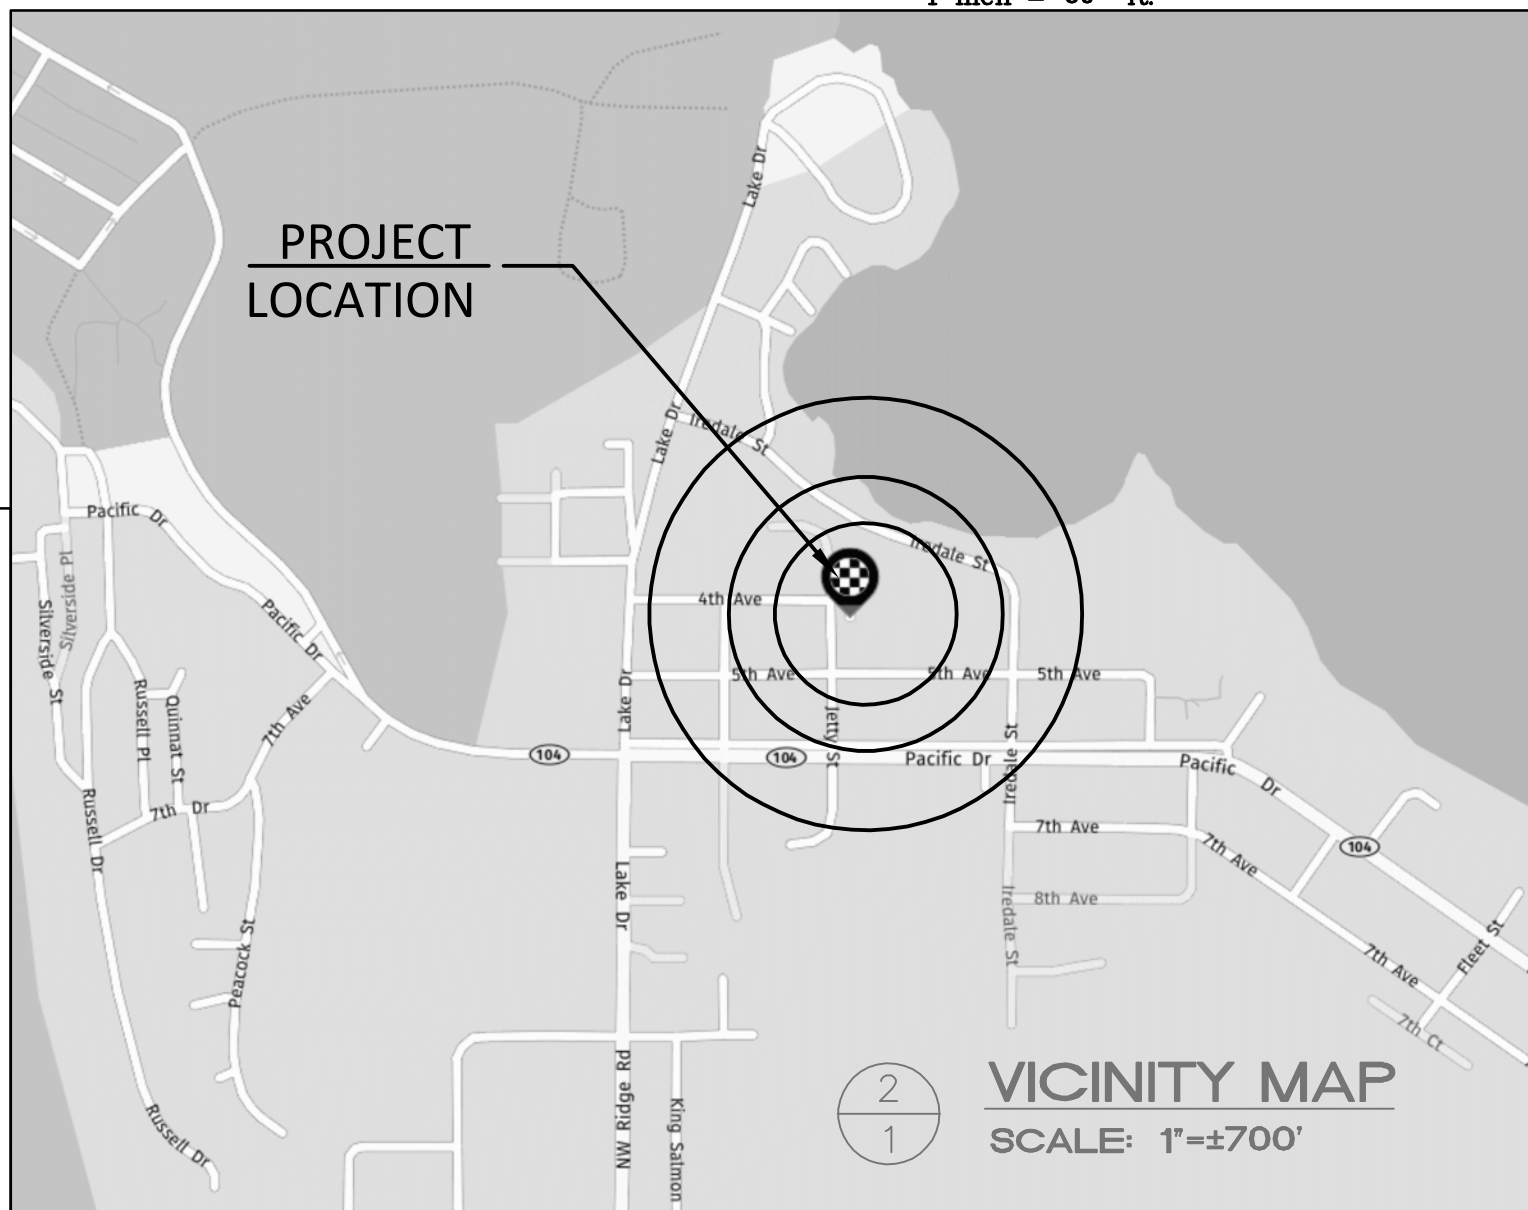 PROJECT
LOCATION
Lake Dr
Lake Dr
Iredale St
Pacific Dr
Iredale St
Silverside Pl
Silverside St
4th Ave
Pacific Dr
5th Ave
5th Ave
5th Ave
Lake Dr
Russell Pl
Quinnat St
7th Ave
Jetty St
104
104
Pacific Dr
Iredale St
Pacific Dr
7th Dr
Russell Dr
7th Ave
7th Ave
104
Lake Dr
8th Ave
Iredale St
Peacock St
7th Ave
Fleet St
7th Ct
NW Ridge Rd
King Salmon
Russell Dr
2
1
VICINITY MAP
SCALE: 1"=±700'